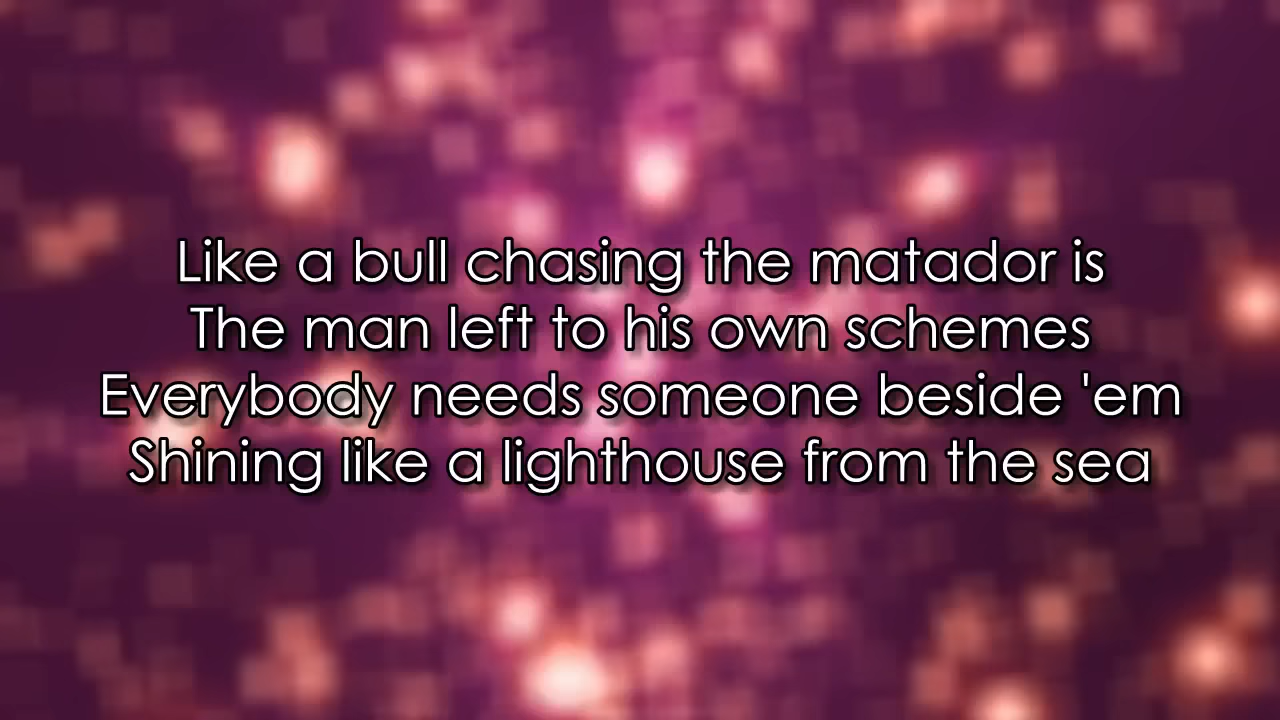 Like a bull chasing the matador is
The man left to his own schemes
Everybody needs someone beside 'em
Shining like a lighthouse from the sea